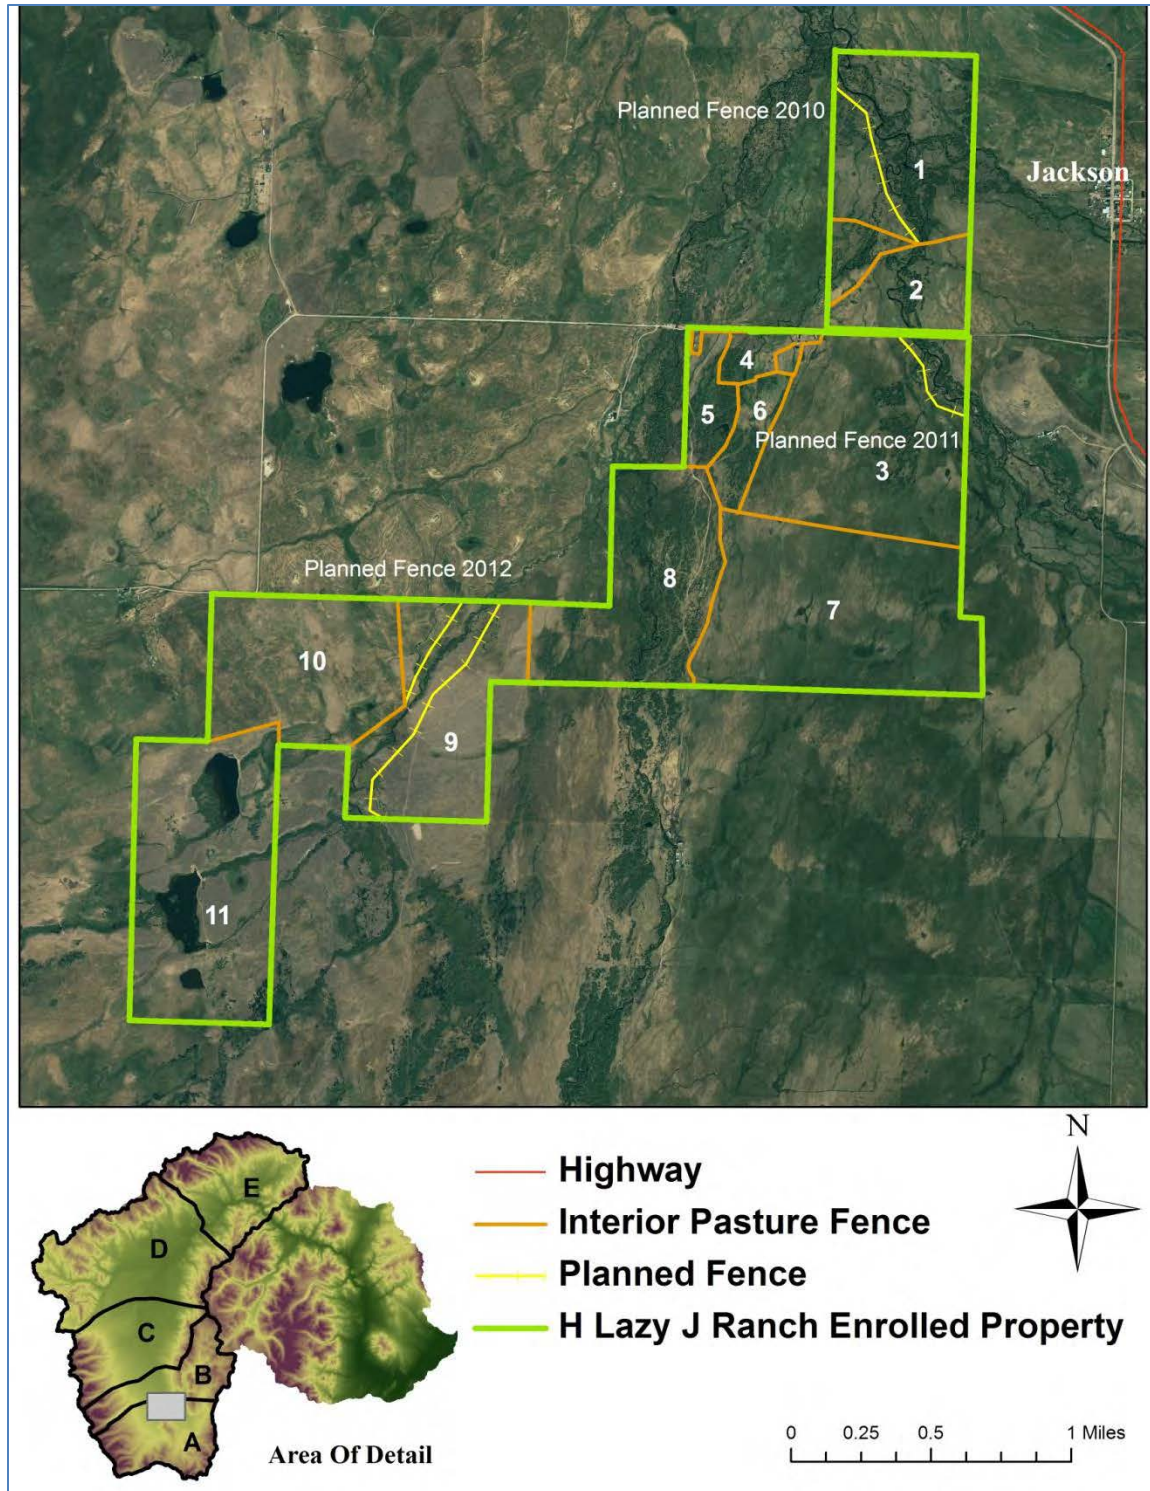 Planned Fence 2010
1
Jackson
2
4
5
6
Planned Fence 2011
3
8
Planned Fence 2012
7
10
9
11
N
E
D
C
B
A
Area Of Detail
Highway
Interior Pasture Fence
Planned Fence
H Lazy J Ranch Enrolled Property
0 0.25 0.5 1 Miles